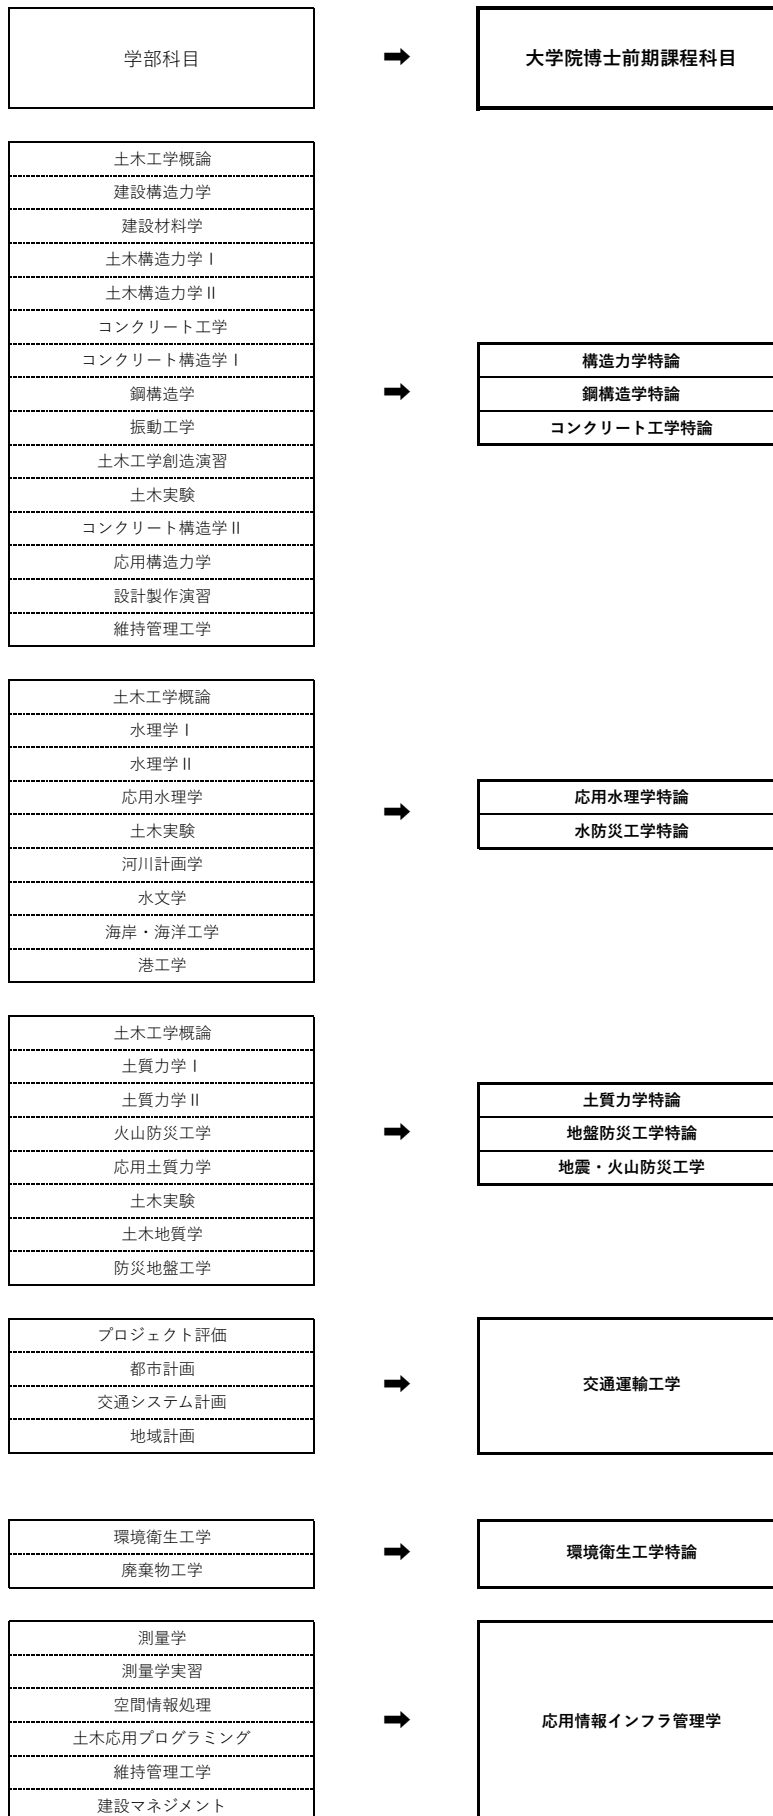 学部科目
➡
大学院博士前期課程科目
土木工学概論
建設構造力学
建設材料学
土木構造力学Ⅰ
土木構造力学Ⅱ
コンクリート工学
コンクリート構造学Ⅰ
鋼構造学
振動工学
土木工学創造演習
土木実験
コンクリート構造学Ⅱ
応用構造力学
設計製作演習
維持管理工学
➡
構造力学特論
鋼構造学特論
コンクリート工学特論
土木工学概論
水理学Ⅰ
水理学Ⅱ
応用水理学
土木実験
河川計画学
水文学
海岸・海洋工学
港工学
➡
応用水理学特論
水防災工学特論
土木工学概論
土質力学Ⅰ
土質力学Ⅱ
火山防災工学
応用土質力学
土木実験
土木地質学
防災地盤工学
➡
土質力学特論
地盤防災工学特論
地震・火山防災工学
プロジェクト評価
都市計画
交通システム計画
地域計画
➡
交通運輸工学
環境衛生工学
廃棄物工学
➡
環境衛生工学特論
測量学
測量学実習
空間情報処理
土木応用プログラミング
維持管理工学
建設マネジメント
➡
応用情報インフラ管理学